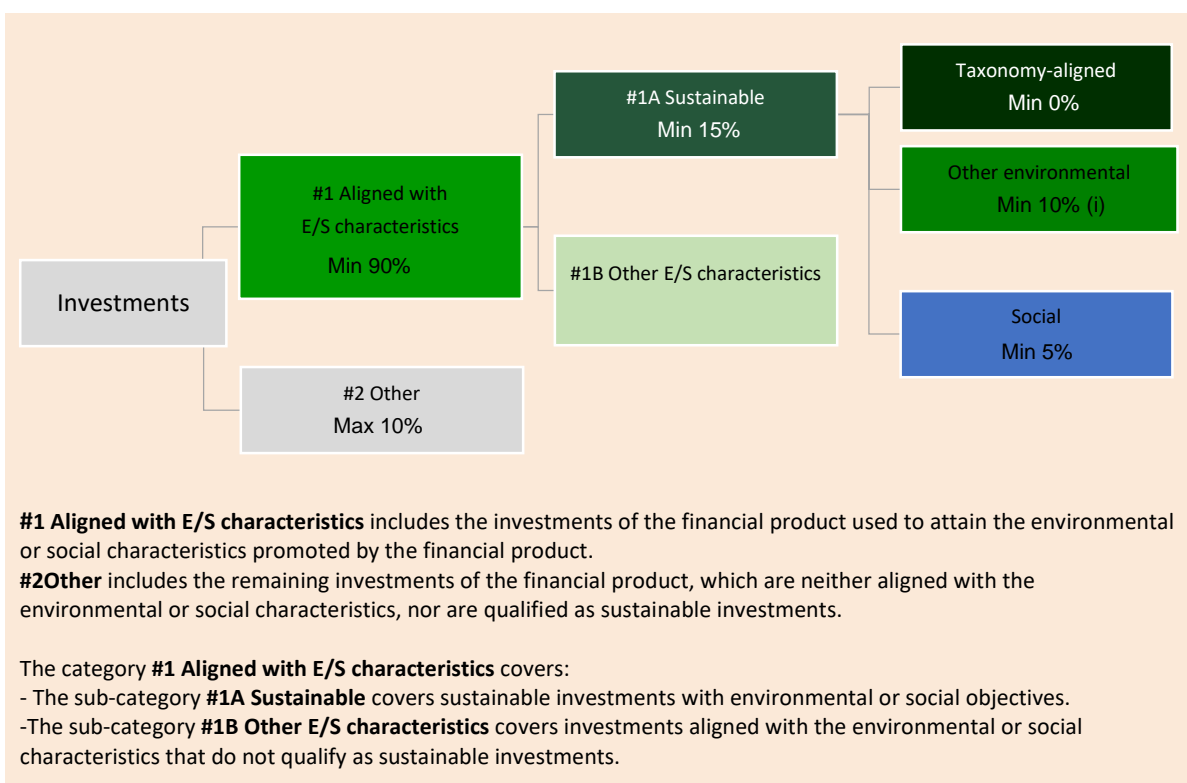 Investments
#1 Aligned with
E/S characteristics
Min 90%
#2 Other
Max 10%
#1A Sustainable
Min 15%
#1B Other E/S characteristics
Taxonomy-aligned
Min 0%
Other environmental
Min 10% (i)
Social
Min 5%
#1 Aligned with E/S characteristics includes the investments of the financial product used to attain the environmental
or social characteristics promoted by the financial product.
#2Other includes the remaining investments of the financial product, which are neither aligned with the
environmental or social characteristics, nor are qualified as sustainable investments.
The category #1 Aligned with E/S characteristics covers:
- The sub-category #1A Sustainable covers sustainable investments with environmental or social objectives.
-The sub-category #1B Other E/S characteristics covers investments aligned with the environmental or social
characteristics that do not qualify as sustainable investments.